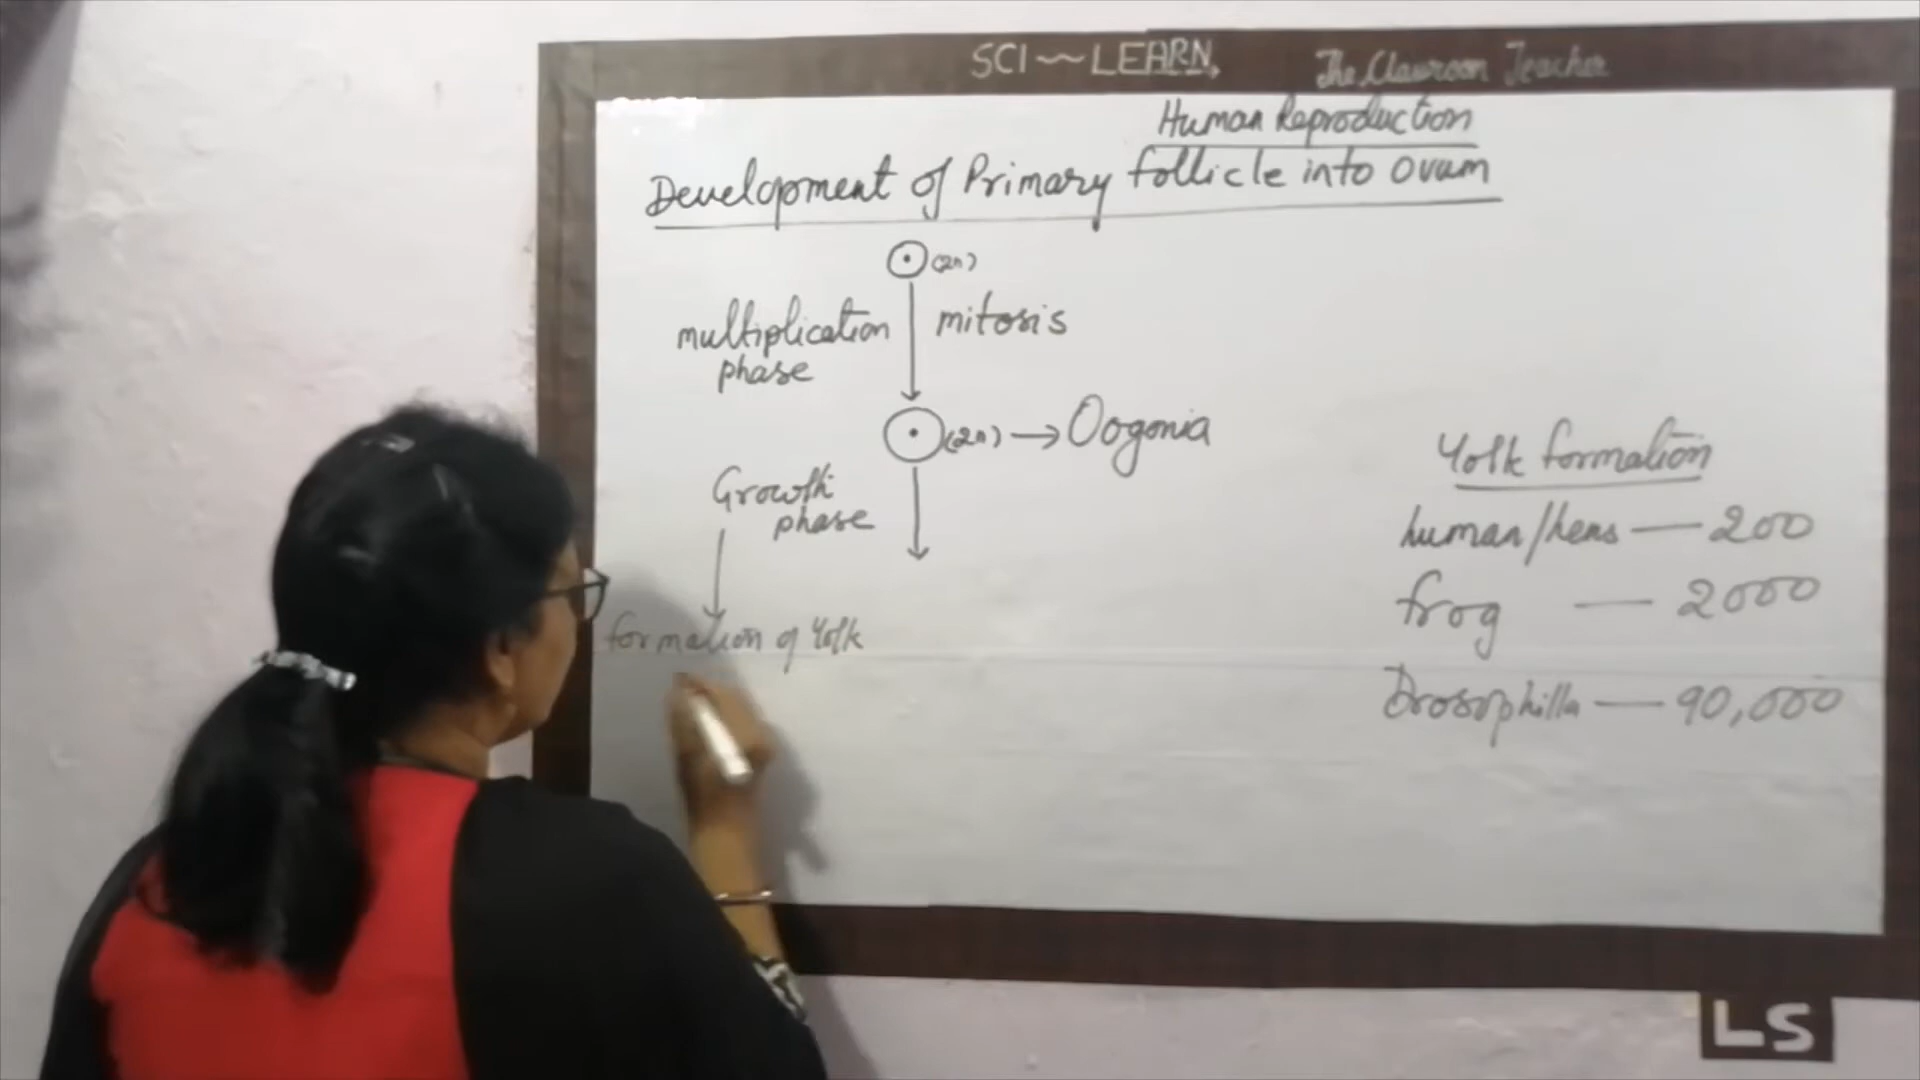 SCI~LEARN.
The Classroom Teacher
Human Reproduction
Development of Primary follicle into Ovum
(2n)
multiplication
phase
mitosis
(2n) → Oogonia
Growth
phase
formation of Yolk
Yolk formation
human/hens — 200
frog — 2000
Drosophilla — 90,000
LS